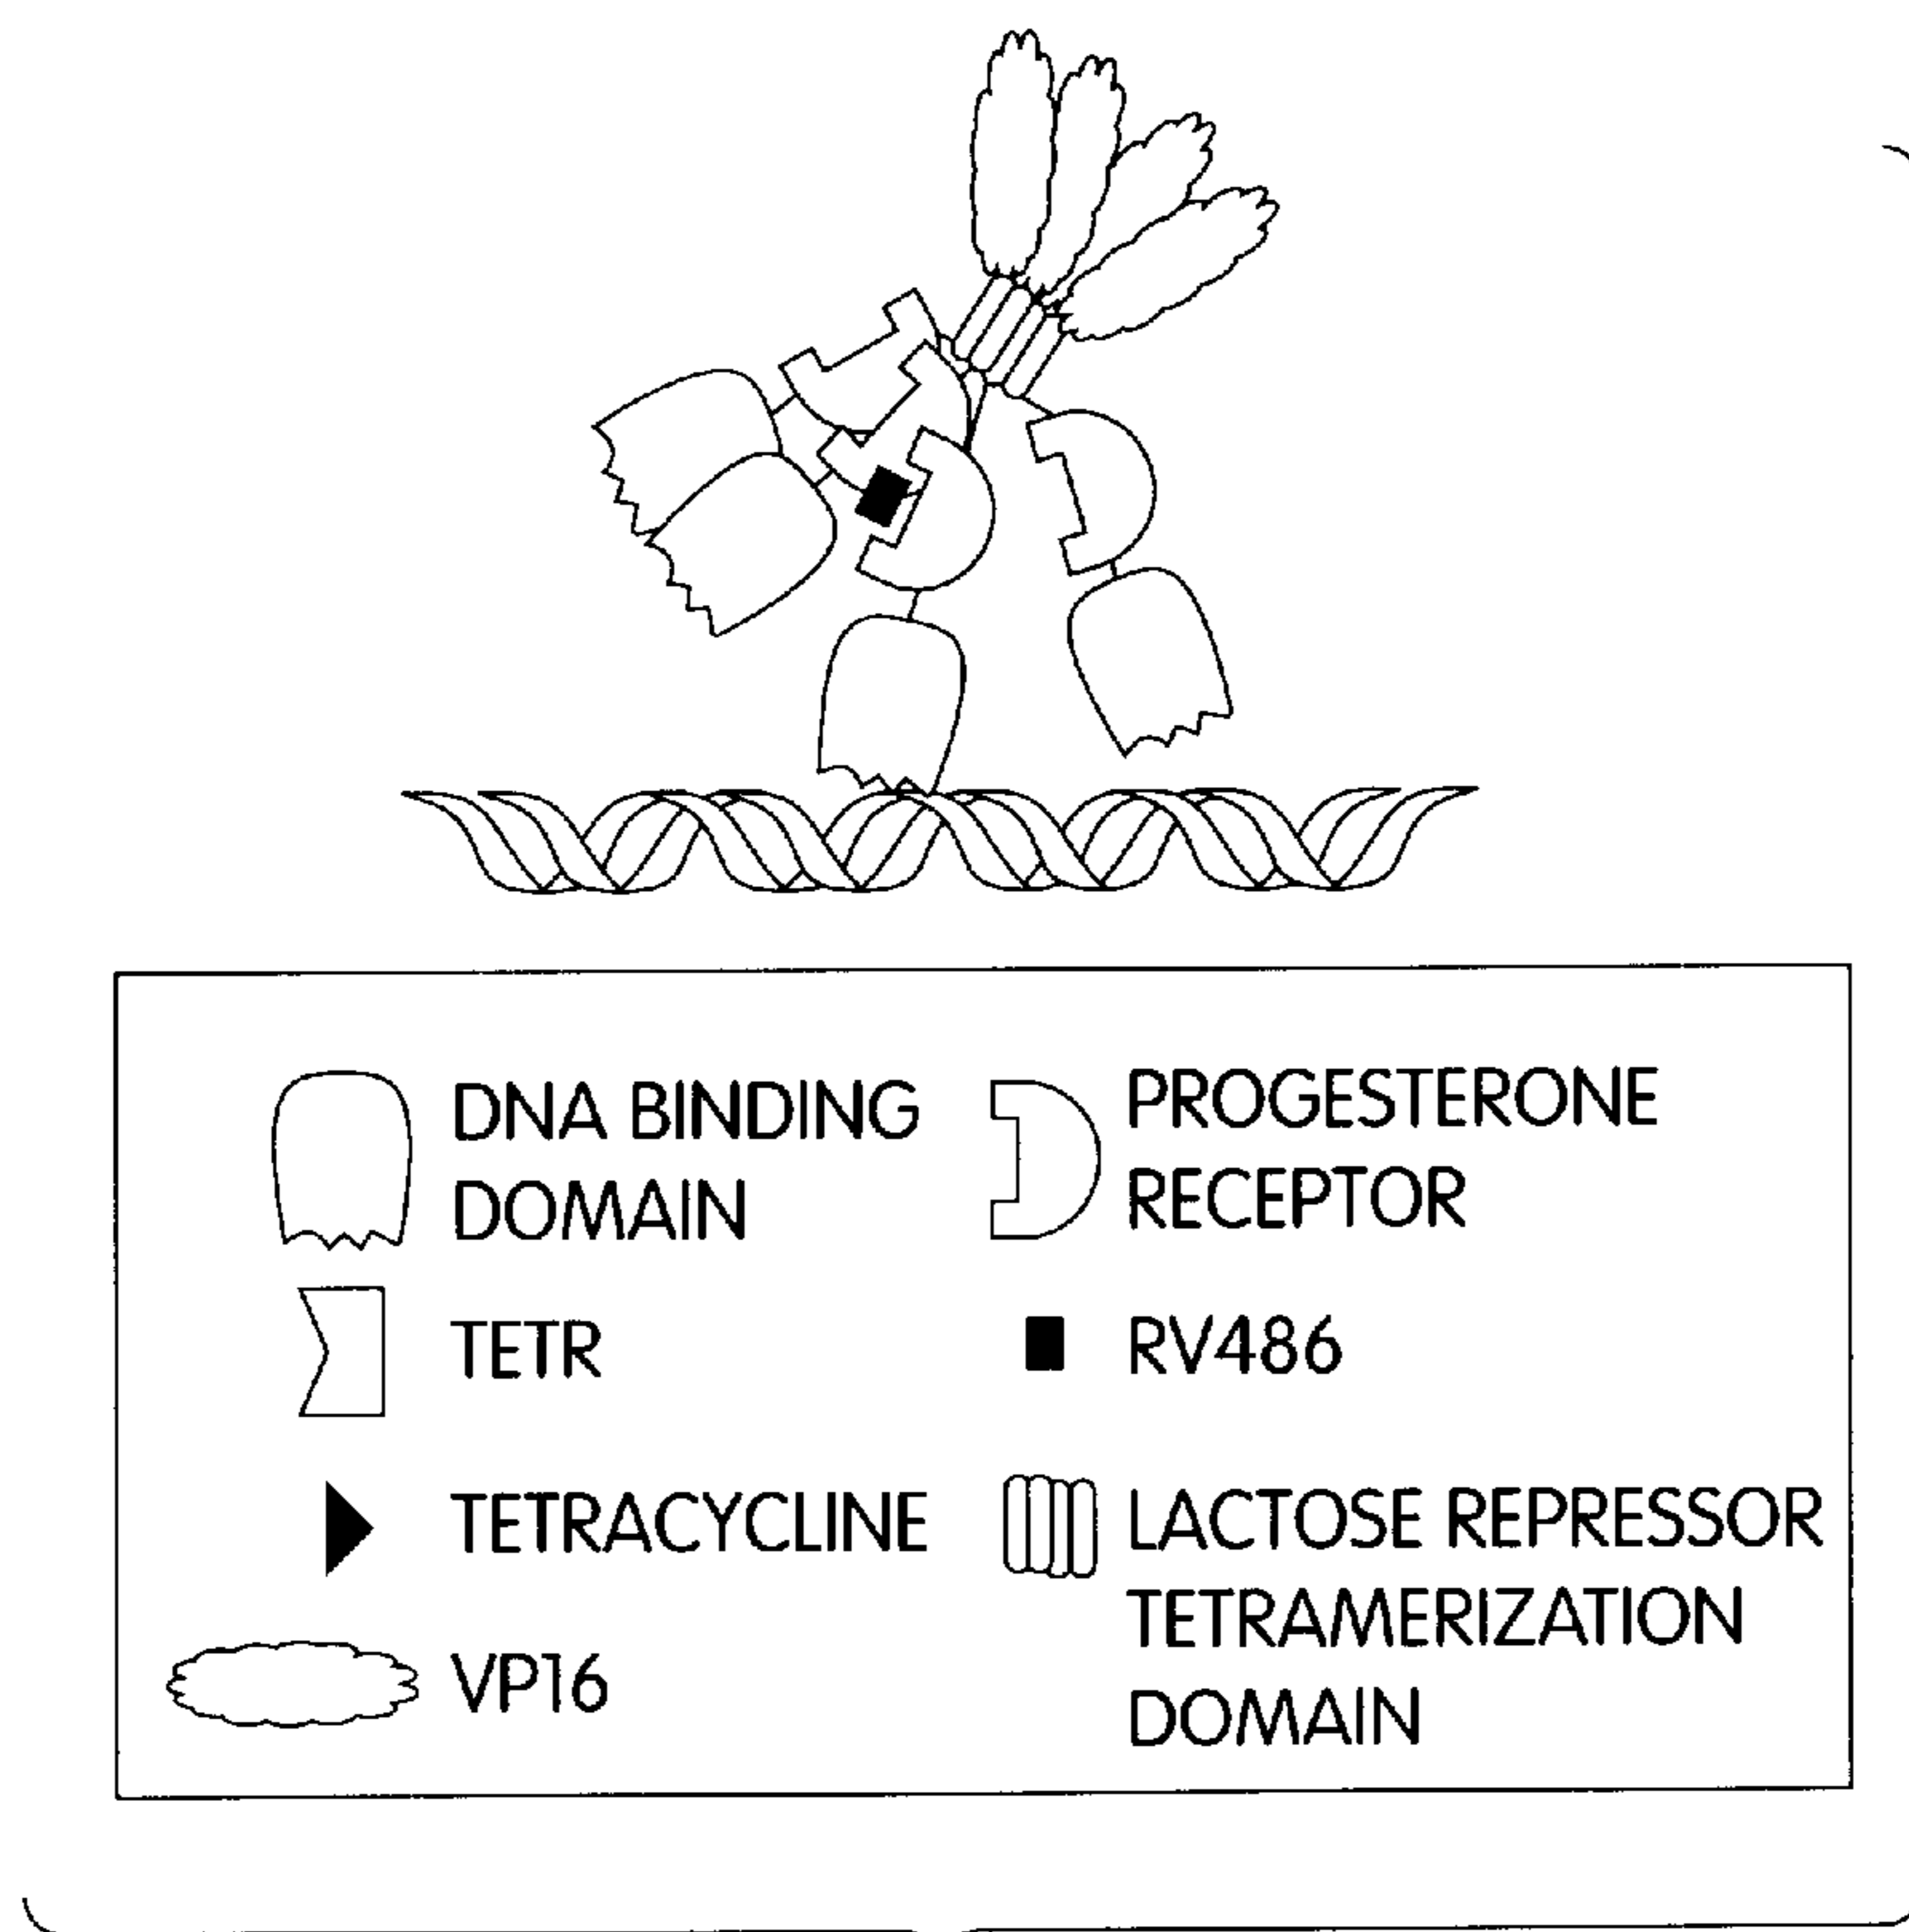 DNA BINDING
DOMAIN
PROGESTERONE
RECEPTOR
TETR
RV486
TETRACYCLINE
LACTOSE REPRESSOR
TETRAMERIZATION
DOMAIN
VP16